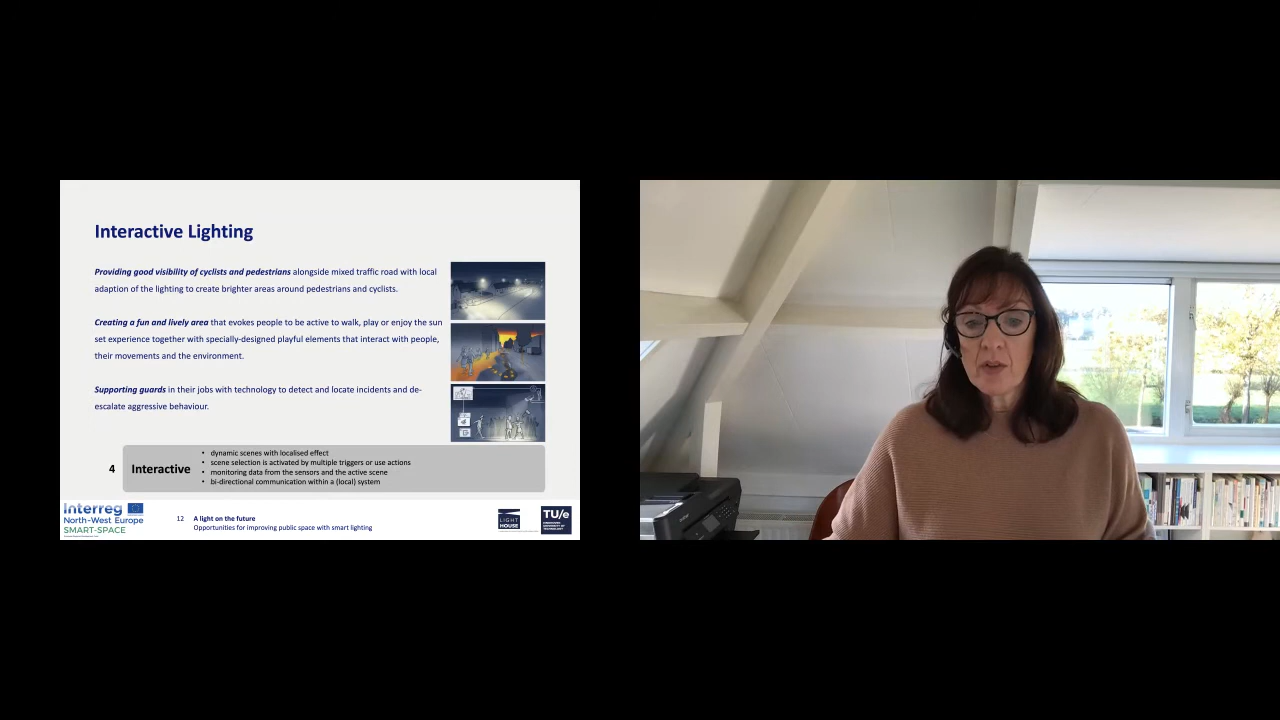 Interactive Lighting
Providing good visibility of cyclists and pedestrians alongside mixed traffic road with local
adaption of the lighting to create brighter areas around pedestrians and cyclists.
Creating a fun and lively area that evokes people to be active to walk, play or enjoy the sun
set experience together with specially-designed playful elements that interact with people,
their movements and the environment.
Supporting guards in their jobs with technology to detect and locate incidents and de-
escalate aggressive behaviour.
4
Interactive
• dynamic scenes with localised effect
• scene selection is activated by multiple triggers or use actions
• monitoring data from the sensors and the active scene
• bi-directional communication within a (local) system
Interreg
North-West Europe
SMART-SPACE
12
A light on the future
Opportunities for improving public space with smart lighting
LIGHT
HOUSE
TU/e
EINDHOVEN
UNIVERSITY OF
TECHNOLOGY